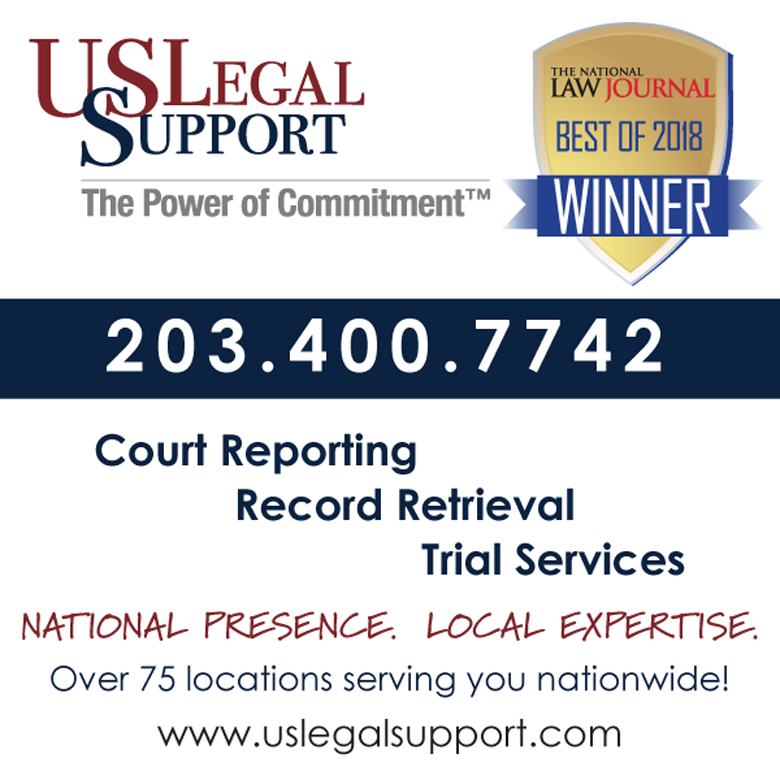 USLEGAL
SUPPORT
The Power of Commitment™
THE NATIONAL
LAW JOURNAL
BEST OF 2018
WINNER
203.400.7742
Court Reporting
Record Retrieval
Trial Services
NATIONAL PRESENCE. LOCAL EXPERTISE.
Over 75 locations serving you nationwide!
www.uslegalsupport.com